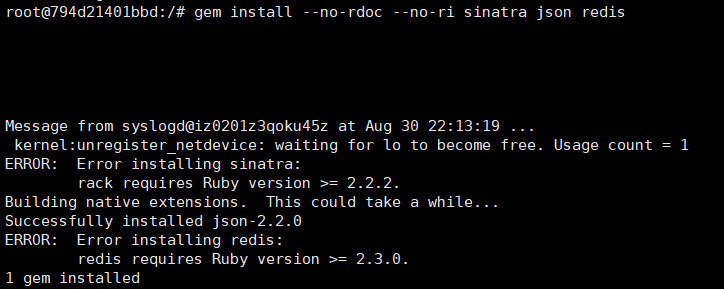 root@794d21401bbd:/# gem install --no-rdoc --no-ri sinatra json redis
Message from syslogd@iz0201z3qoku45z at Aug 30 22:13:19 ...
kernel:unregister_netdevice: waiting for lo to become free. Usage count = 1
ERROR:  Error installing sinatra:
rack requires Ruby version >= 2.2.2.
Building native extensions.  This could take a while...
Successfully installed json-2.2.0
ERROR:  Error installing redis:
redis requires Ruby version >= 2.3.0.
1 gem installed